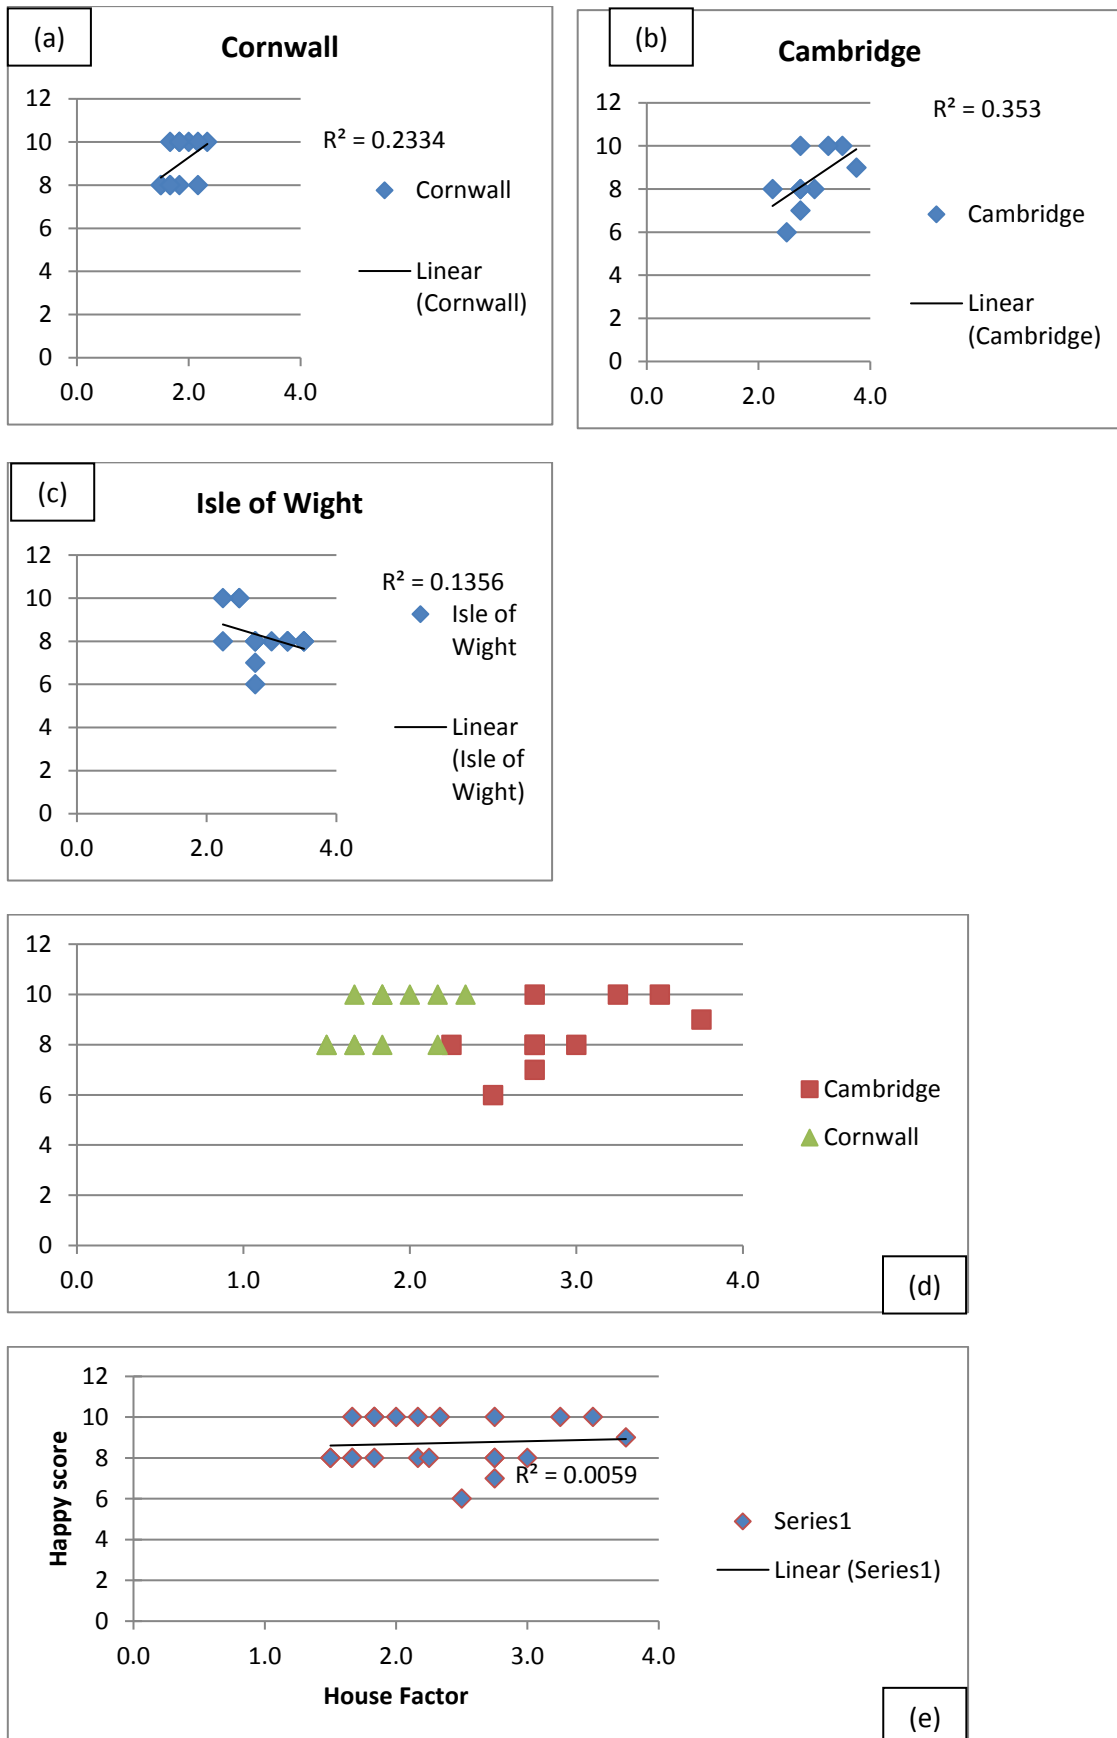 (a)
Cornwall
12
10
8
6
4
2
0
0.0 2.0 4.0
R² = 0.2334
Cornwall
Linear
(Cornwall)
(b)
Cambridge
12
10
8
6
4
2
0
0.0 2.0 4.0
R² = 0.353
Cambridge
Linear
(Cambridge)
(c)
Isle of Wight
12
10
8
6
4
2
0
0.0 2.0 4.0
R² = 0.1356
Isle of
Wight
Linear
(Isle of
Wight)
12
10
8
6
4
2
0
0.0 1.0 2.0 3.0 4.0
Cambridge
Cornwall
(d)
Happy score
12
10
8
6
4
2
0
0.0 1.0 2.0 3.0 4.0
House Factor
R² = 0.0059
Series1
Linear (Series1)
(e)